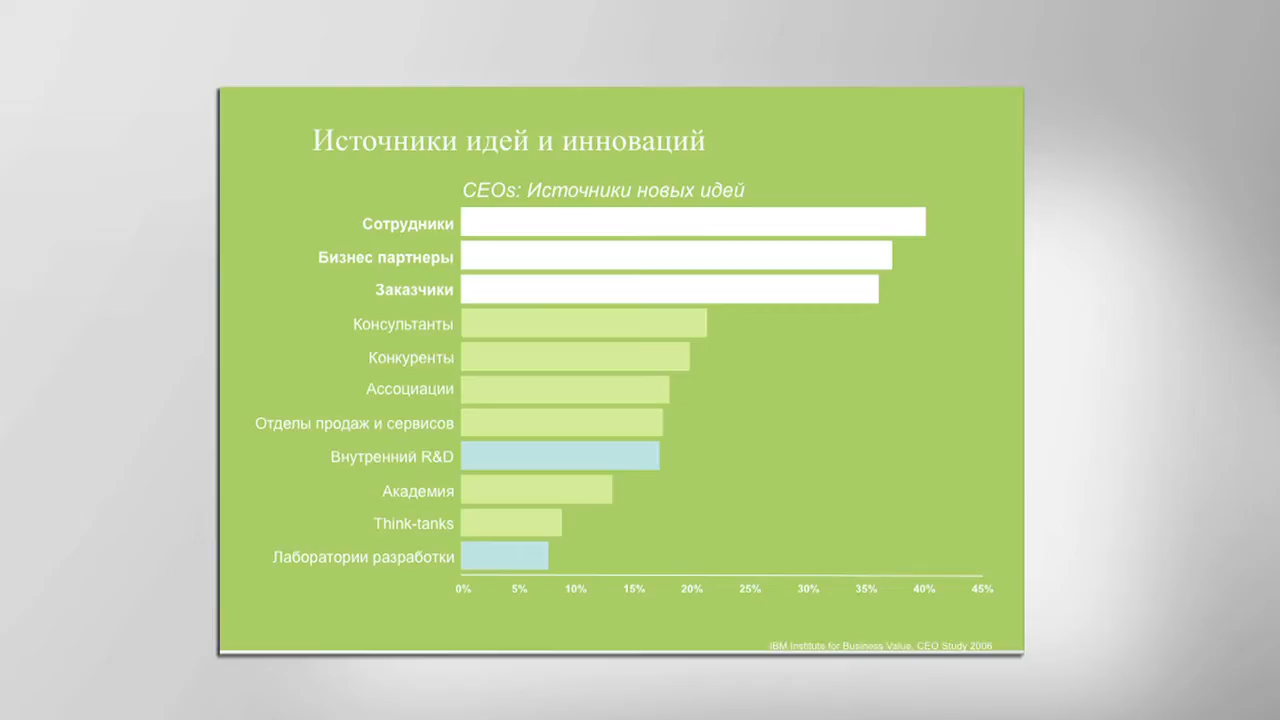 Источники идей и инноваций
CEOs: Источники новых идей
Сотрудники
Бизнес партнеры
Заказчики
Консультанты
Конкуренты
Ассоциации
Отделы продаж и сервисов
Внутренний R&D
Академия
Think-tanks
Лаборатории разработки
0% 5% 10% 15% 20% 25% 30% 35% 40% 45%
IBM Institute for Business Value, CEO Study 2006